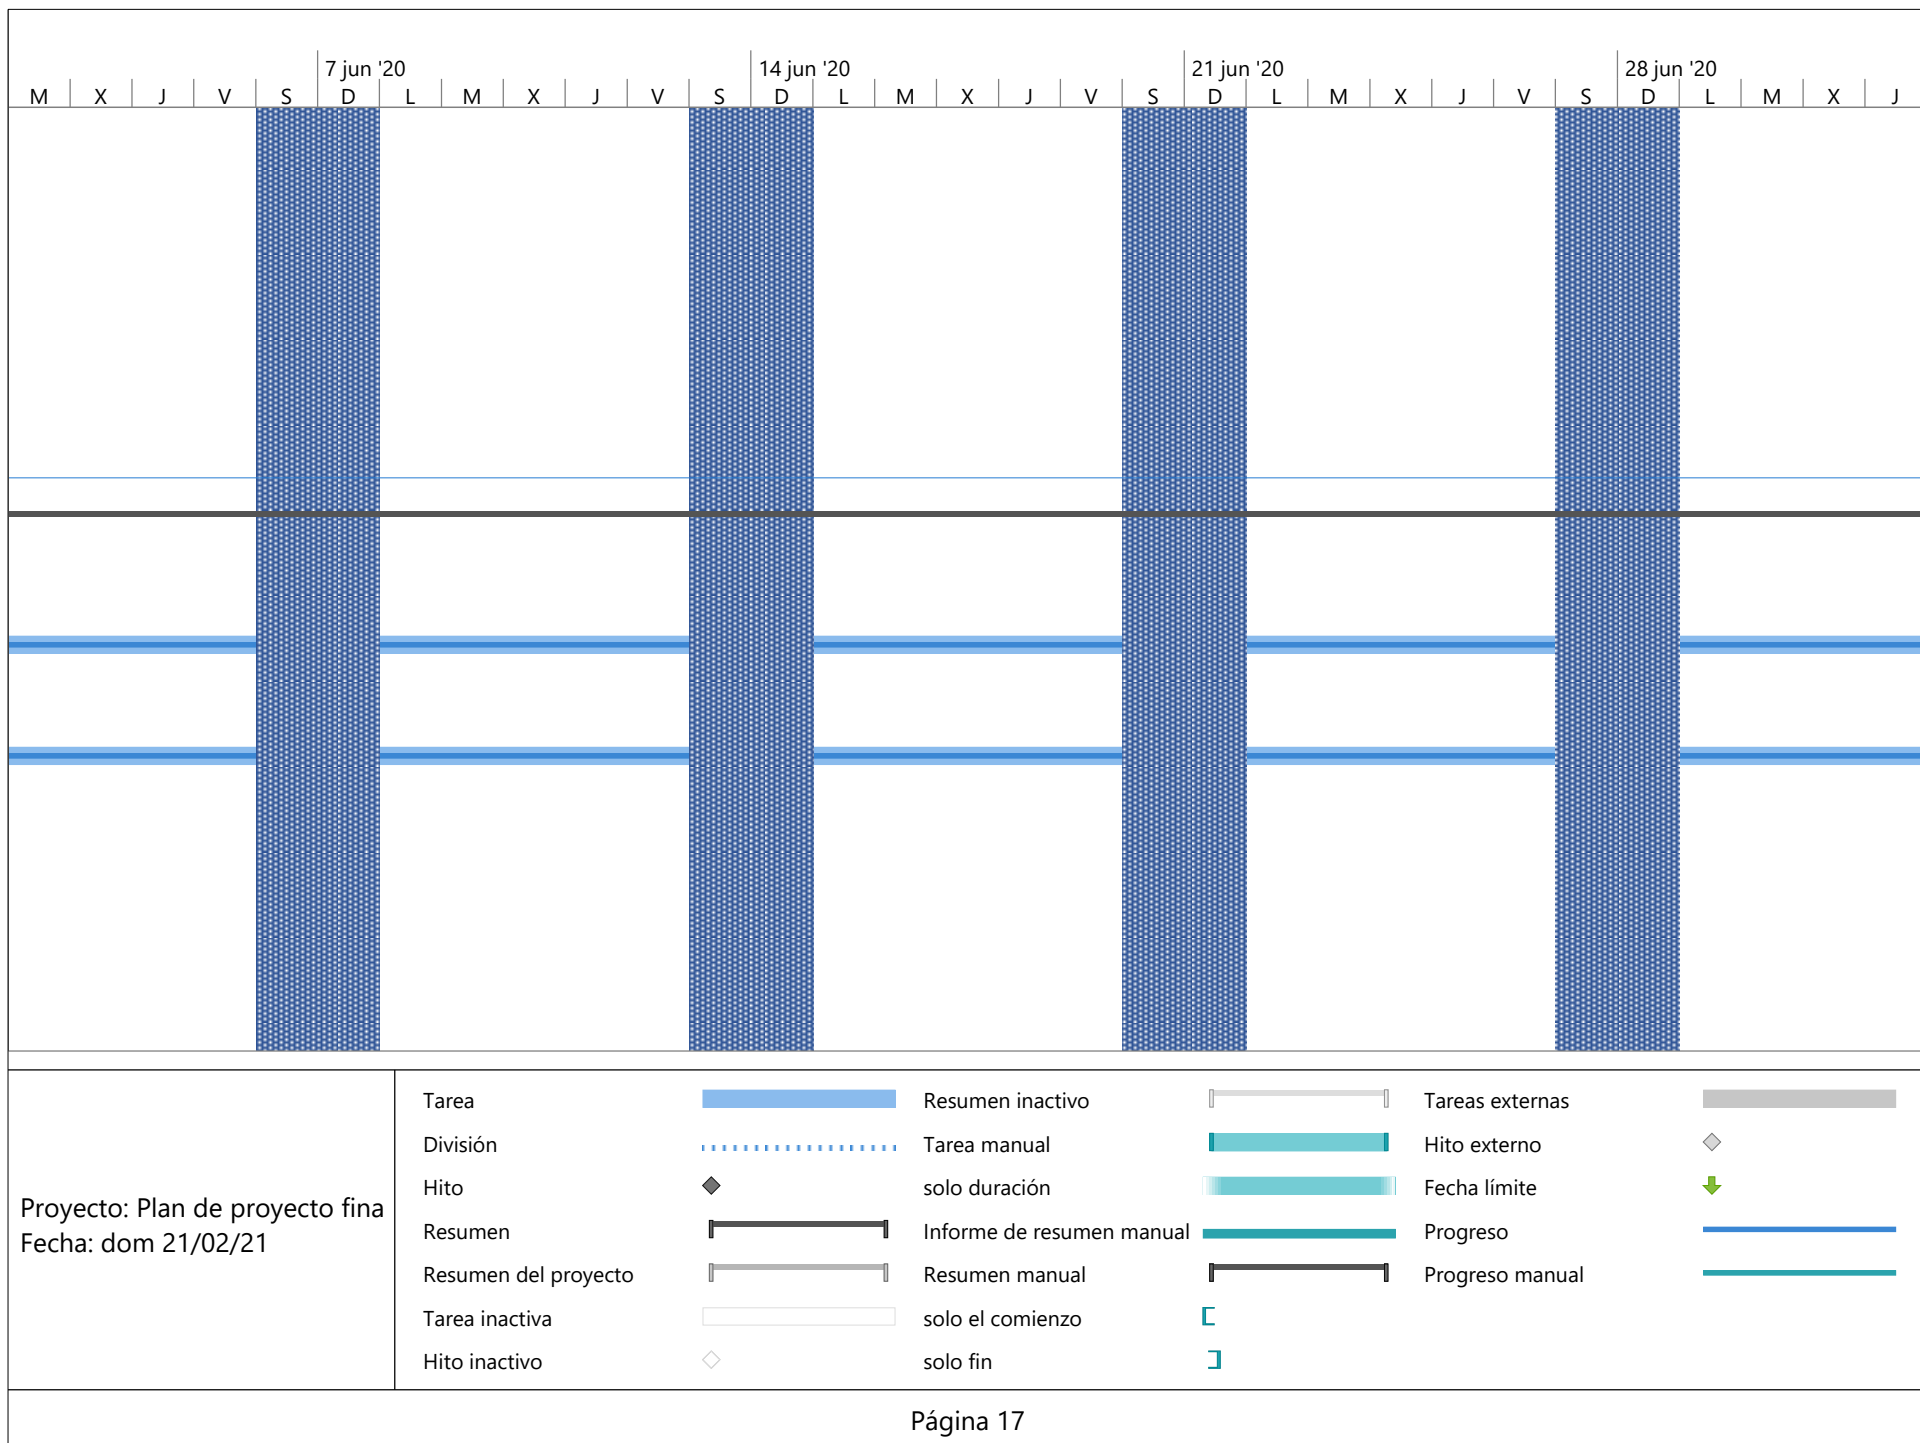 7 jun '20 14 jun '20 21 jun '20 28 jun '20
M X J V S D L M X J V S D L M X J V S D L M X J V S D L M X J
Proyecto: Plan de proyecto fina
Fecha: dom 21/02/21
Tarea
División
Hito
Resumen
Resumen del proyecto
Tarea inactiva
Hito inactivo
Resumen inactivo
Tarea manual
solo duración
Informe de resumen manual
Resumen manual
solo el comienzo
solo fin
Tareas externas
Hito externo
Fecha límite
Progreso
Progreso manual
Página 17